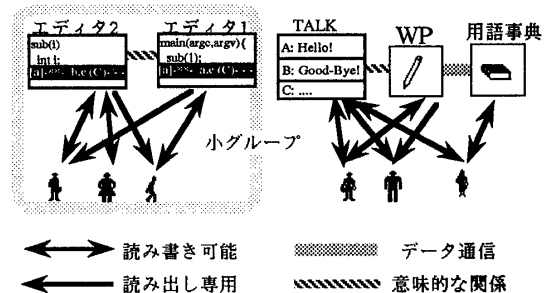 エディタ2
sub(i)
int i;
エディタ1
main(argc,argv){
sub(1);
TALK
A: Hello!
B: Good-Bye!
C: ....
WP
用語事典
小グループ
読み書き可能
データ通信
読み出し専用
意味的な関係